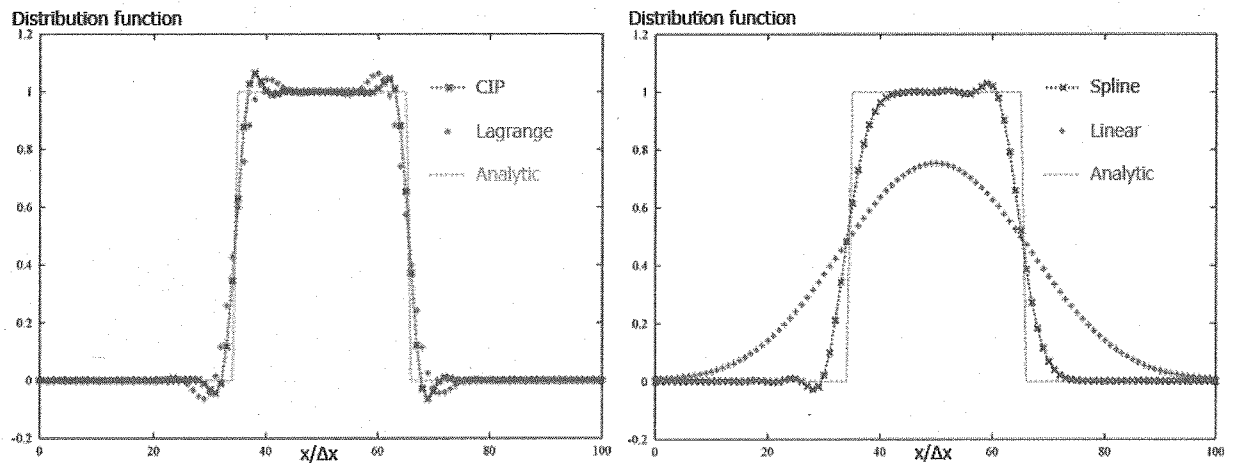 Distribution function
1.2
1
0.8
0.6
0.4
0.2
0
-0.2
0
20
40
60
80
100
x/Δx
CIP
Lagrange
Analytic
Distribution function
1.2
1
0.8
0.6
0.4
0.2
0
-0.2
0
20
40
60
80
100
x/Δx
Spline
Linear
Analytic